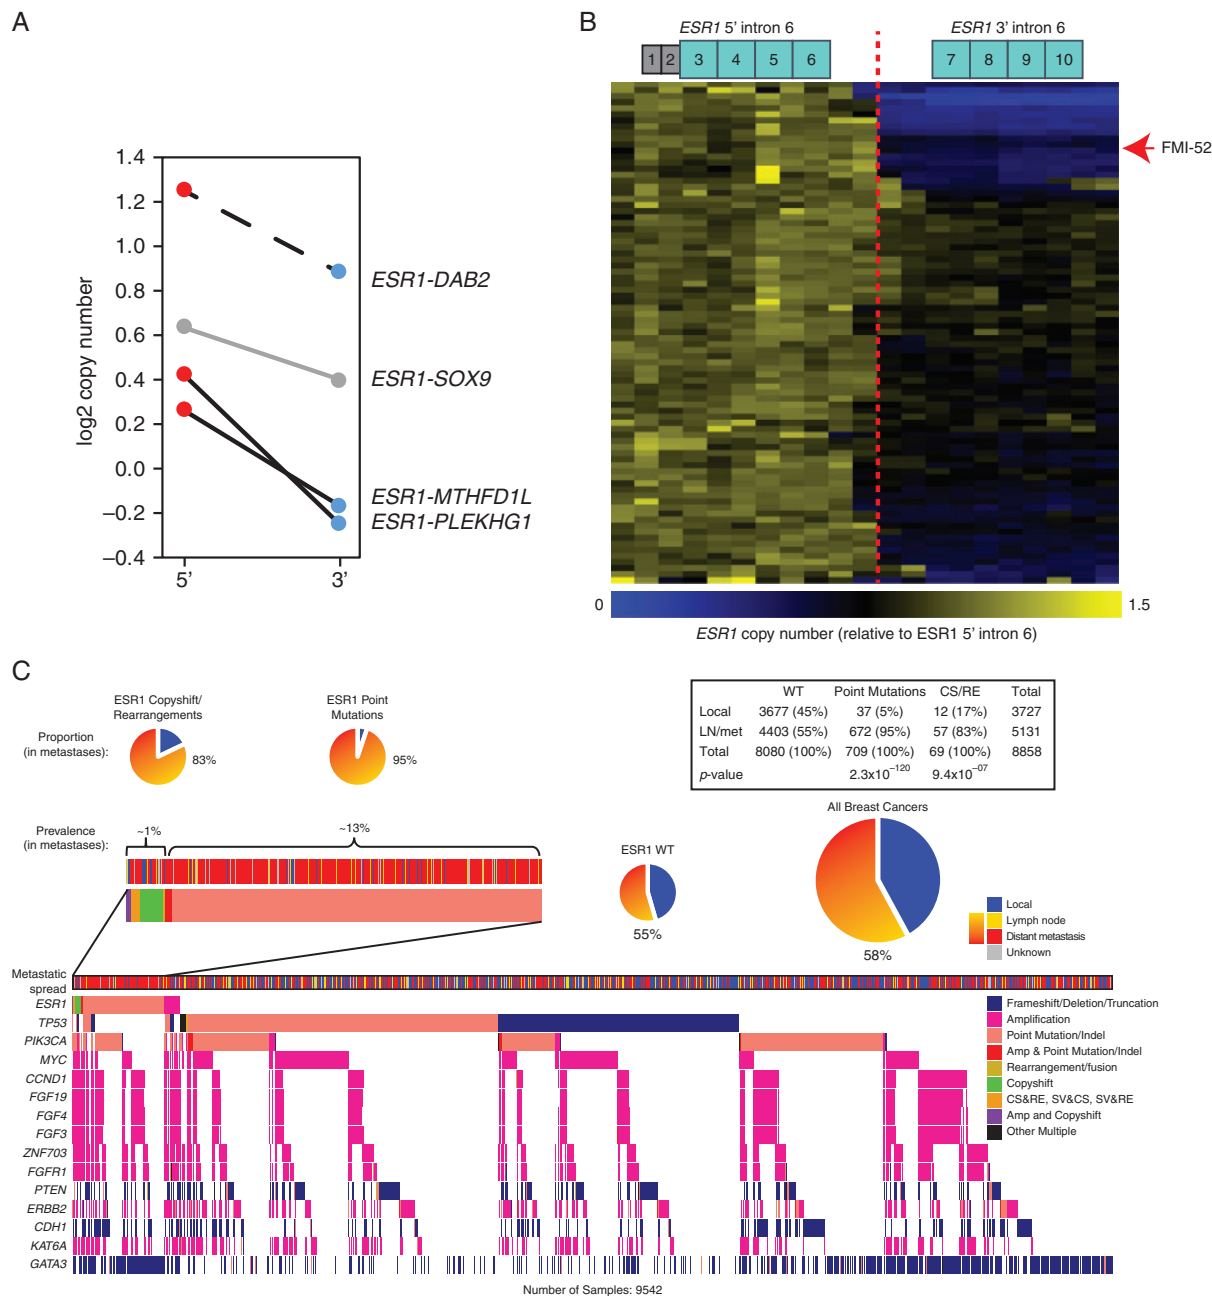 A
1.4
1.2
1.0
0.8
0.6
0.4
0.2
0.0
−0.2
−0.4
log2 copy number
5’
3’
ESR1-DAB2
ESR1-SOX9
ESR1-MTHFD1L
ESR1-PLEKHG1
B
ESR1 5’ intron 6
ESR1 3’ intron 6
1 2 3 4 5 6 7 8 9 10
FMI-52
0
1.5
ESR1 copy number (relative to ESR1 5’ intron 6)
C
ESR1 Copyshift/
Rearrangements
ESR1 Point
Mutations
Proportion
(in metastases):
83%
95%
WT Point Mutations CS/RE Total
Local 3677 (45%) 37 (5%) 12 (17%) 3727
LN/met 4403 (55%) 672 (95%) 57 (83%) 5131
Total 8080 (100%) 709 (100%) 69 (100%) 8858
p-value 2.3x10−120 9.4x10−07
Prevalence
(in metastases):
~1%
~13%
ESR1 WT
55%
All Breast Cancers
58%
Local
Lymph node
Distant metastasis
Unknown
Metastatic
spread
ESR1
TP53
PIK3CA
MYC
CCND1
FGF19
FGF4
FGF3
ZNF703
FGFR1
PTEN
ERBB2
CDH1
KAT6A
GATA3
Frameshift/Deletion/Truncation
Amplification
Point Mutation/Indel
Amp & Point Mutation/Indel
Rearrangement/fusion
Copyshift
CS&RE, SV&CS, SV&RE
Amp and Copyshift
Other Multiple
Number of Samples: 9542